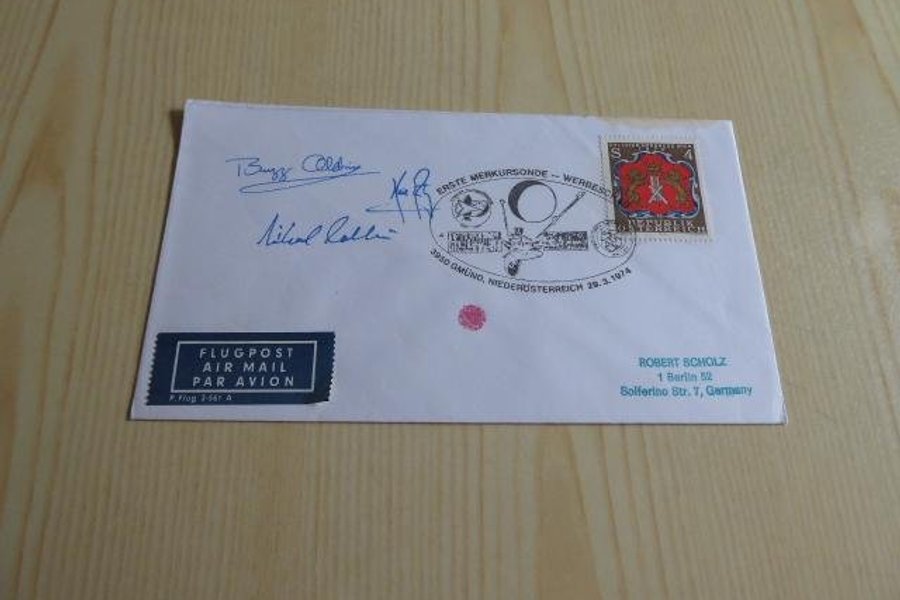 Buzz Aldrin
Michael Collins
ERSTE MERKURSONDE – WERBESC
3950 GMÜND, NIEDERÖSTERREICH 29.3.1974
S 4
REPUBLIK
ÖSTERREICH
FLUGPOST
AIR MAIL
PAR AVION
P. Flug 2-561 A
ROBERT SCHOLZ
1 Berlin 52
Solferino Str. 7, Germany